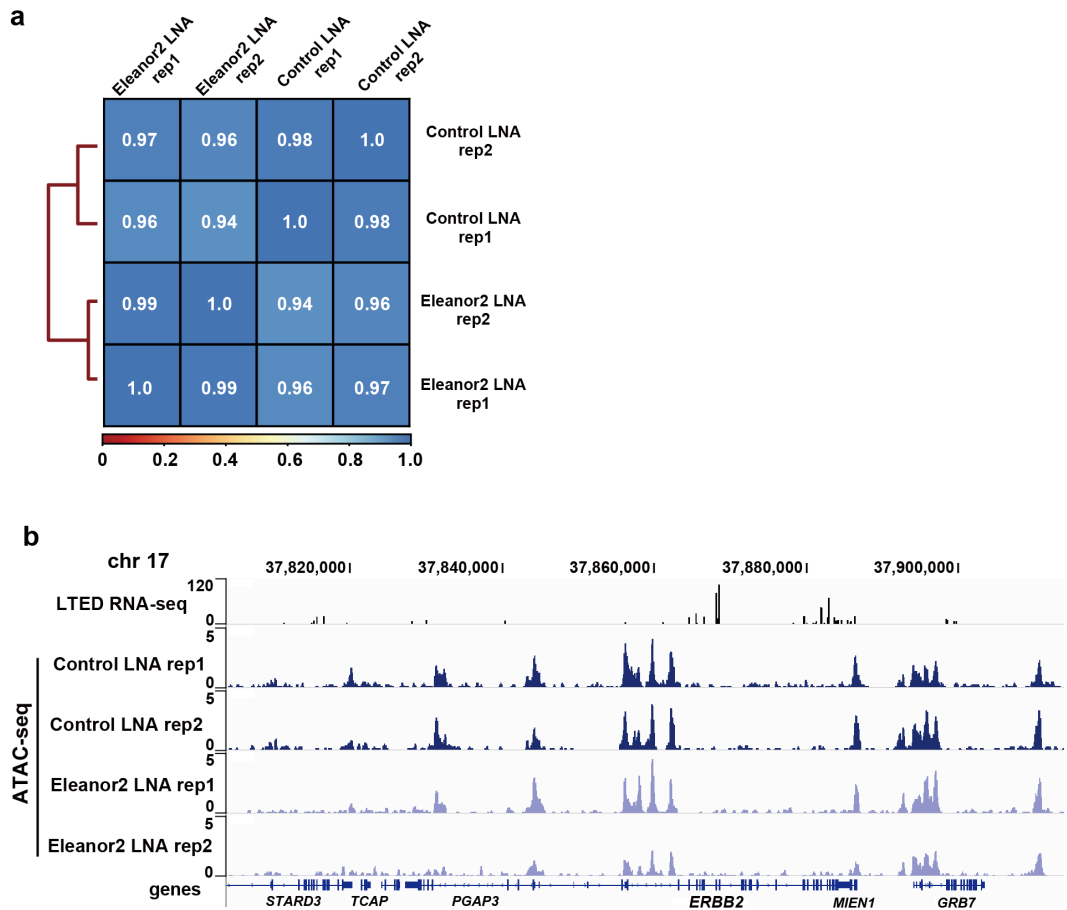 a
Eleanor2 LNA
rep1
Eleanor2 LNA
rep2
Control LNA
rep1
Control LNA
rep2
0.97 0.96 0.98 1.0
Control LNA
rep2
0.96 0.94 1.0 0.98
Control LNA
rep1
0.99 1.0 0.94 0.96
Eleanor2 LNA
rep2
1.0 0.99 0.96 0.97
Eleanor2 LNA
rep1
0 0.2 0.4 0.6 0.8 1.0
b
chr 17
37,820,000 37,840,000 37,860,000 37,880,000 37,900,000
120
LTED RNA-seq
0
ATAC-seq
5
Control LNA rep1
0
5
Control LNA rep2
0
5
Eleanor2 LNA rep1
0
5
Eleanor2 LNA rep2
0
genes
STARD3 TCAP PGAP3 ERBB2 MIEN1 GRB7